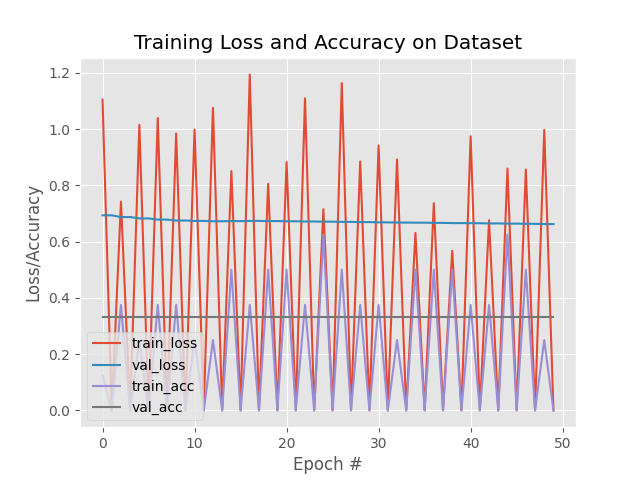 Training Loss and Accuracy on Dataset
1.2
1.0
0.8
0.6
0.4
0.2
0.0
Loss/Accuracy
train_loss
val_loss
train_acc
val_acc
0
10
20
30
40
50
Epoch #